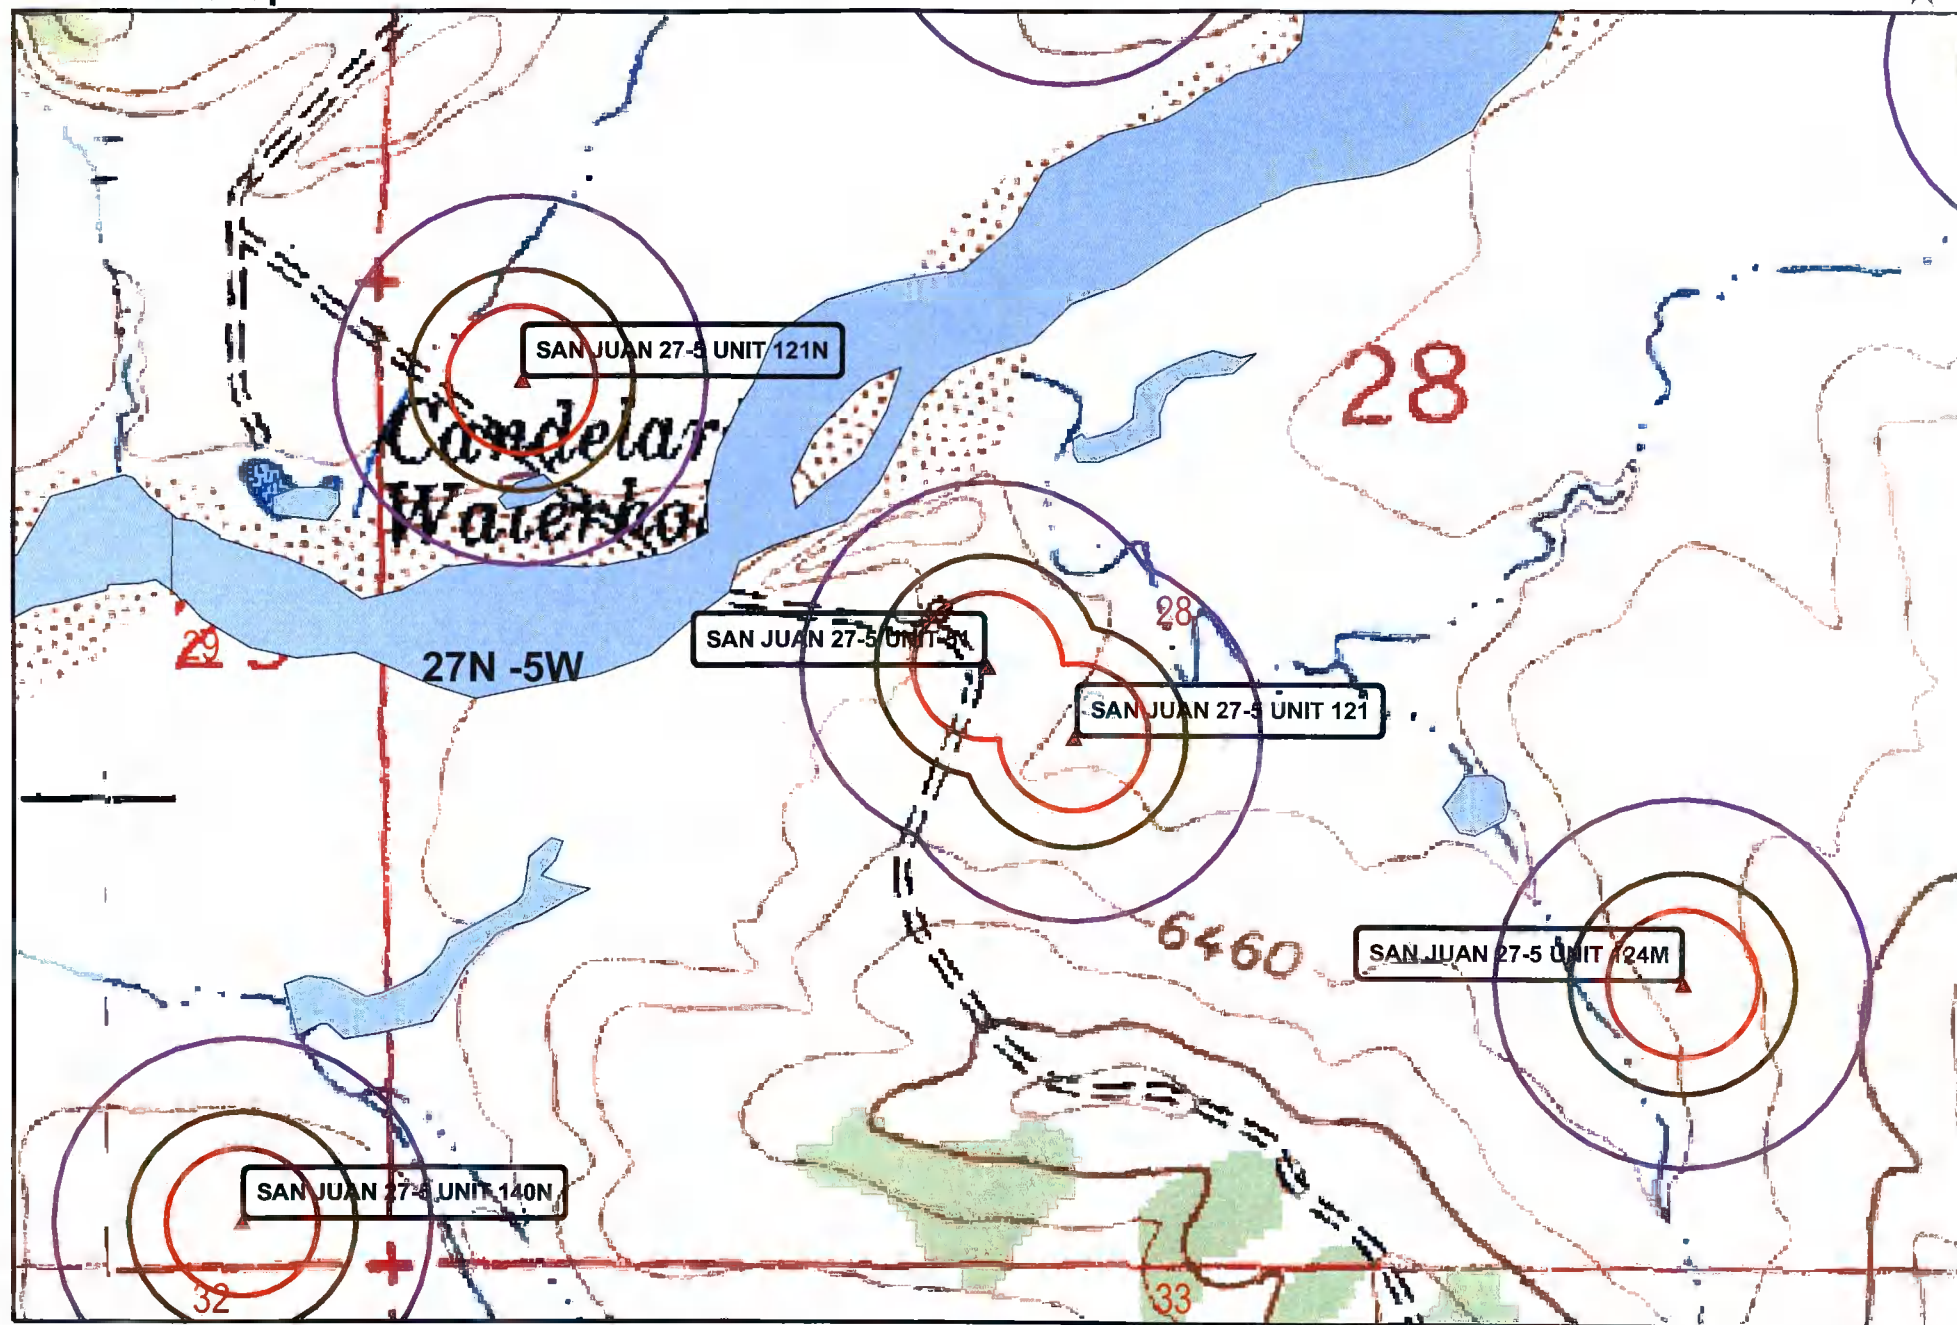 SAN JUAN 27-5 UNIT 121N
28
Candelar
Waterhol
28
SAN JUAN 27-5 UNIT 91
29
27N -5W
SAN JUAN 27-5 UNIT 121
6460
SAN JUAN 27-5 UNIT 124M
SAN JUAN 27-5 UNIT 140N
32
33